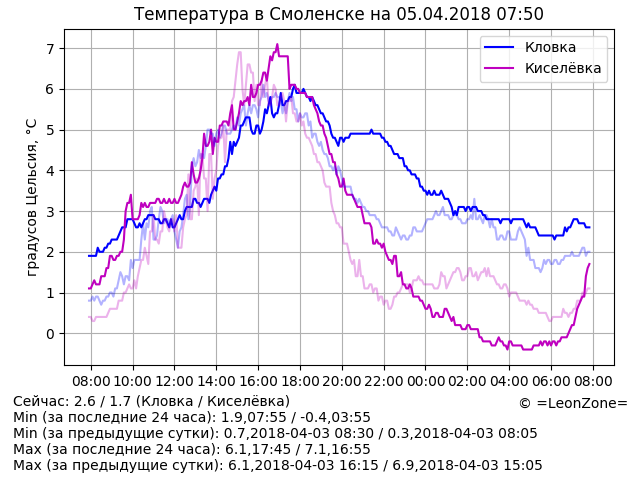 Температура в Смоленске на 05.04.2018 07:50
Кловка
Киселёвка
градусов Цельсия, °C
7
6
5
4
3
2
1
0
08:00 10:00 12:00 14:00 16:00 18:00 20:00 22:00 00:00 02:00 04:00 06:00 08:00
Сейчас: 2.6 / 1.7 (Кловка / Киселёвка)
© =LeonZone=
Min (за последние 24 часа): 1.9,07:55 / -0.4,03:55
Min (за предыдущие сутки): 0.7,2018-04-03 08:30 / 0.3,2018-04-03 08:05
Max (за последние 24 часа): 6.1,17:45 / 7.1,16:55
Max (за предыдущие сутки): 6.1,2018-04-03 16:15 / 6.9,2018-04-03 15:05